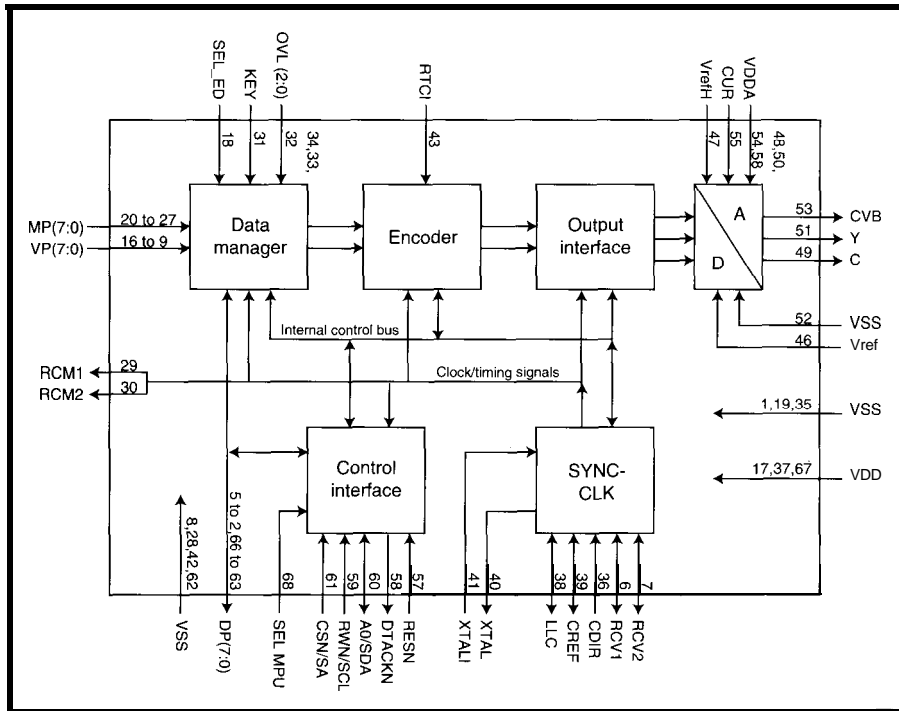 SEL_ED
KEY
OVL (2:0)
RTCI
VrefH
CUR
VDDA
18
31
32
34,33,
43
47
55
54,58
48,50,
MP(7:0)
20 to 27
VP(7:0)
16 to 9
Data
manager
Encoder
Output
interface
A
D
53
CVB
51
Y
49
C
52
VSS
46
Vref
Internal control bus
Clock/timing signals
RCM1
29
RCM2
30
1,19,35
VSS
17,37,67
VDD
Control
interface
SYNC-
CLK
8,28,42,62
5 to 2,66 to 63
68
61
59
60
58
57
41
40
38
39
36
6
7
VSS
DP(7:0)
SEL MPU
CSN/SA
RWN/SCL
A0/SDA
DTACKN
RESN
XTALI
XTAL
LLC
CREF
CDIR
RCV1
RCV2